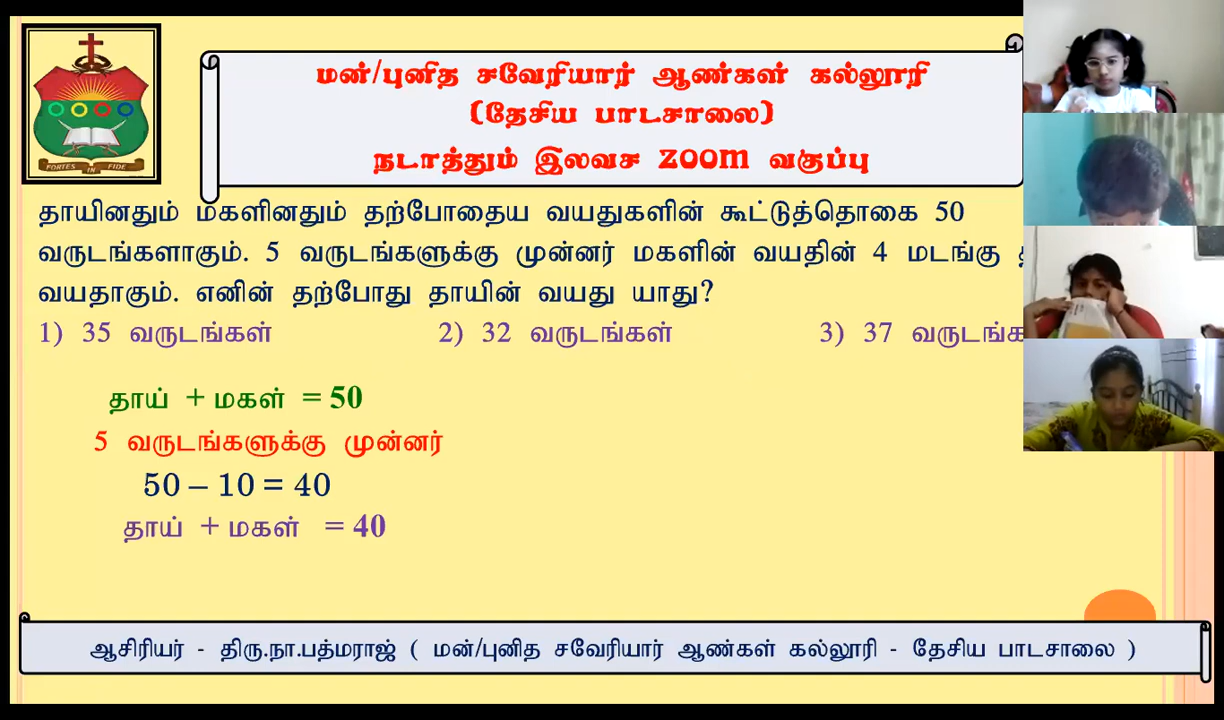 மன்/புனித சவேரியார் ஆண்கள் கல்லூரி
(தேசிய பாடசாலை)
நடாத்தும் இலவச ZOOM வகுப்பு
FORTES IN FIDE
தாயினதும் மகளினதும் தற்போதைய வயதுகளின் கூட்டுத்தொகை 50
வருடங்களாகும். 5 வருடங்களுக்கு முன்னர் மகளின் வயதின் 4 மடங்கு
வயதாகும். எனின் தற்போது தாயின் வயது யாது?
1) 35 வருடங்கள் 2) 32 வருடங்கள் 3) 37 வருடங்க
தாய் + மகள் = 50
5 வருடங்களுக்கு முன்னர்
50 – 10 = 40
தாய் + மகள் = 40
ஆசிரியர் - திரு.நா.பத்மராஜ் ( மன்/புனித சவேரியார் ஆண்கள் கல்லூரி - தேசிய பாடசாலை )